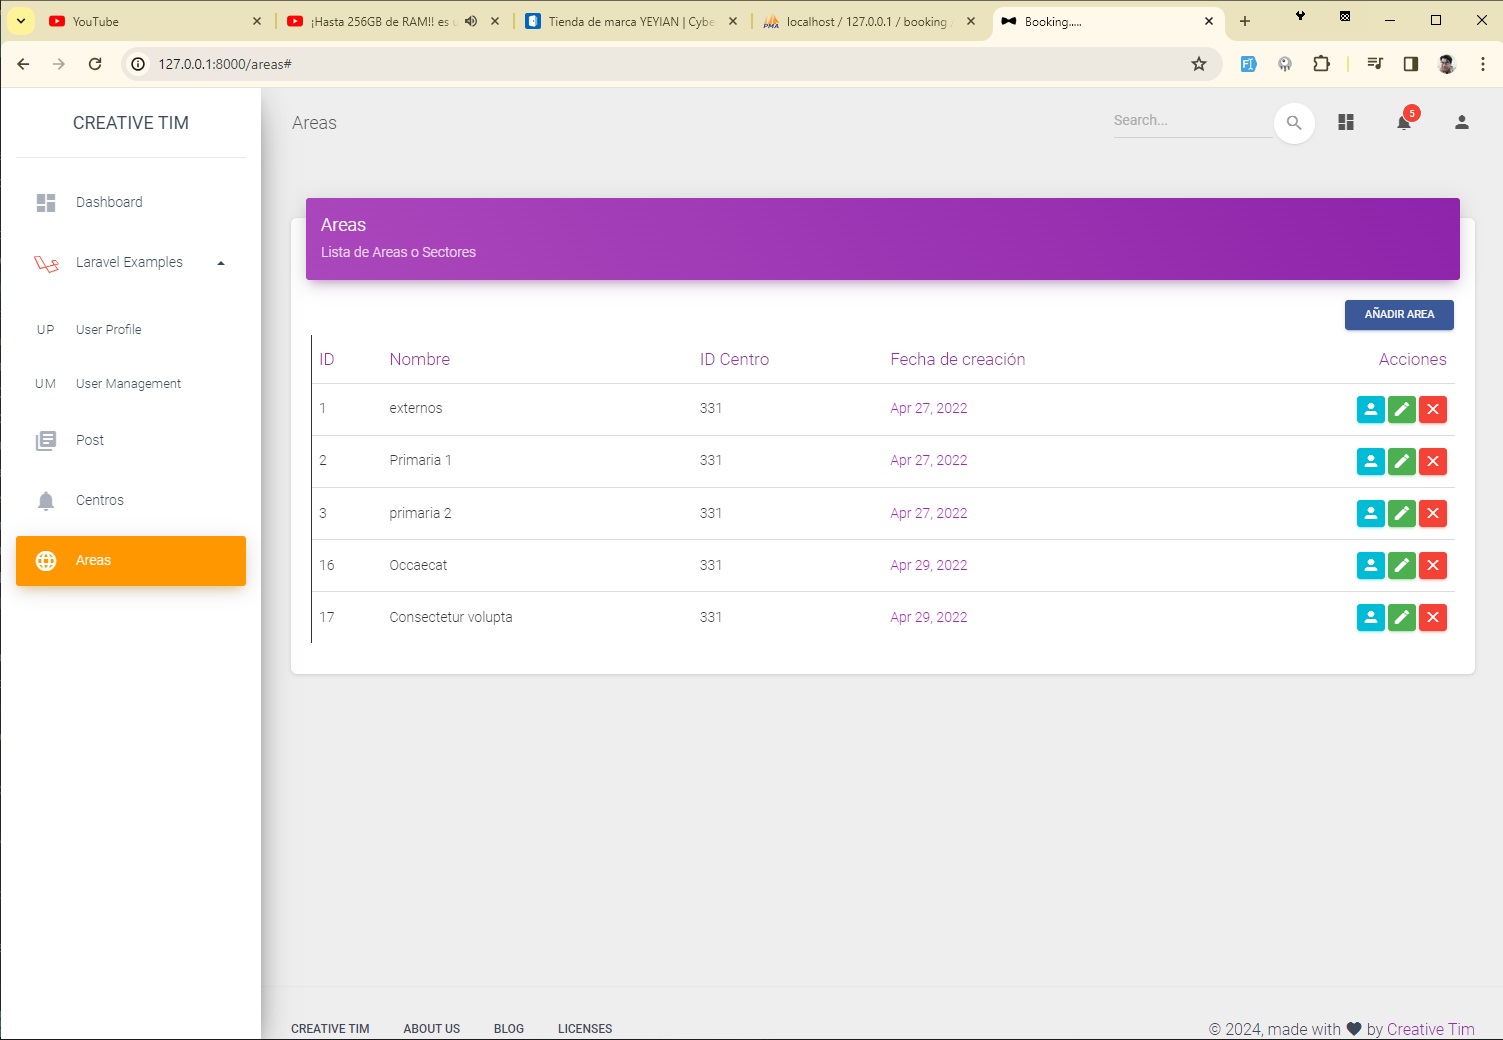 YouTube
¡Hasta 256GB de RAM!! es
Tienda de marca YEYIAN | Cybe
localhost / 127.0.0.1 / booking
Booking.....
127.0.0.1:8000/areas#
CREATIVE TIM
Areas
Search...
5
Dashboard
Laravel Examples
UP User Profile
UM User Management
Post
Centros
Areas
Areas
Lista de Areas o Sectores
AÑADIR AREA
ID Nombre ID Centro Fecha de creación Acciones
1 externos 331 Apr 27, 2022
2 Primaria 1 331 Apr 27, 2022
3 primaria 2 331 Apr 27, 2022
16 Occaecat 331 Apr 29, 2022
17 Consectetur volupta 331 Apr 29, 2022
CREATIVE TIM ABOUT US BLOG LICENSES
© 2024, made with by Creative Tim